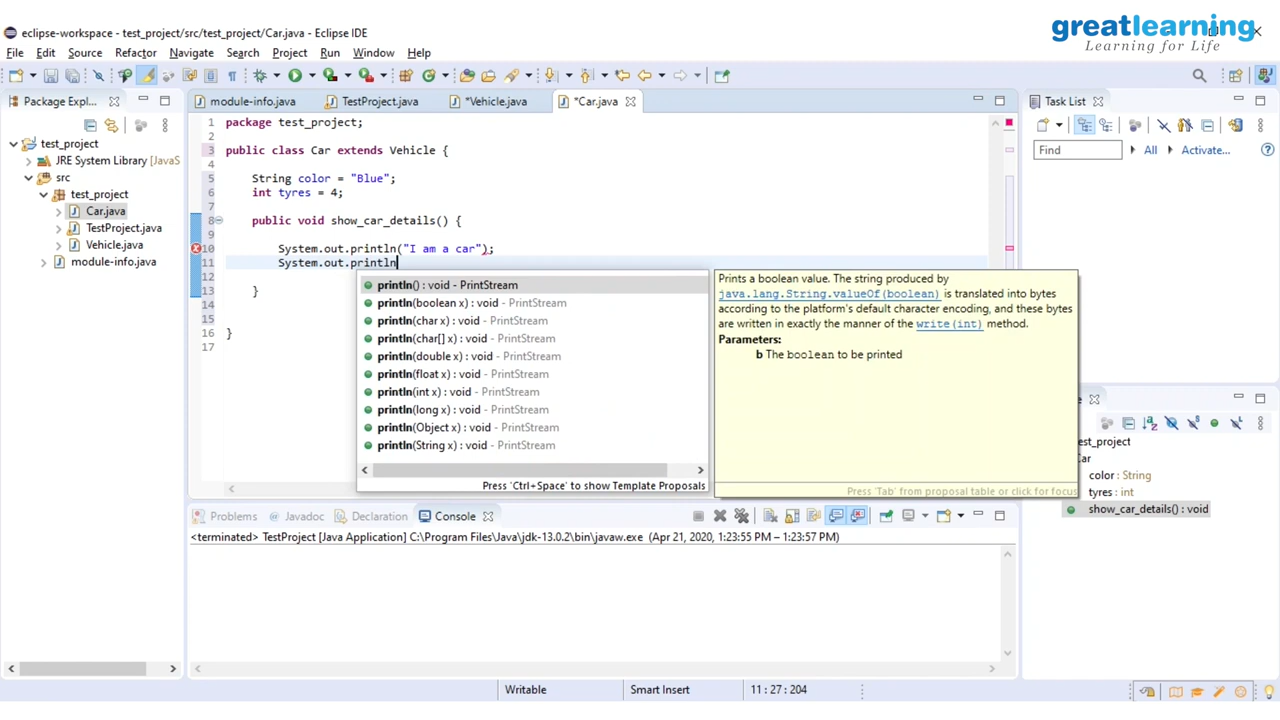 eclipse-workspace - test_project/src/test_project/Car.java - Eclipse IDE
greatlearning
Learning for Life
File Edit Source Refactor Navigate Search Project Run Window Help
Package Expl...
module-info.java TestProject.java *Vehicle.java *Car.java
Task List
test_project
JRE System Library [JavaS
src
test_project
Car.java
TestProject.java
Vehicle.java
module-info.java
1 package test_project;
2
3 public class Car extends Vehicle {
4
5 String color = "Blue";
6 int tyres = 4;
7
8 public void show_car_details() {
9
10 System.out.println("I am a car");
11 System.out.println
12
13 }
14
15
16 }
17
println() : void - PrintStream
println(boolean x) : void - PrintStream
println(char x) : void - PrintStream
println(char[] x) : void - PrintStream
println(double x) : void - PrintStream
println(float x) : void - PrintStream
println(int x) : void - PrintStream
println(long x) : void - PrintStream
println(Object x) : void - PrintStream
println(String x) : void - PrintStream
Press 'Ctrl+Space' to show Template Proposals
Prints a boolean value. The string produced by
java.lang.String.valueOf(boolean) is translated into bytes
according to the platform's default character encoding, and these bytes
are written in exactly the manner of the write(int) method.
Parameters:
b The boolean to be printed
Press 'Tab' from proposal table or click for focus
Find All Activate...
e
est_project
Car
color : String
tyres : int
show_car_details() : void
Problems Javadoc Declaration Console
<terminated> TestProject [Java Application] C:\Program Files\Java\jdk-13.0.2\bin\javaw.exe (Apr 21, 2020, 1:23:55 PM – 1:23:57 PM)
Writable Smart Insert 11 : 27 : 204